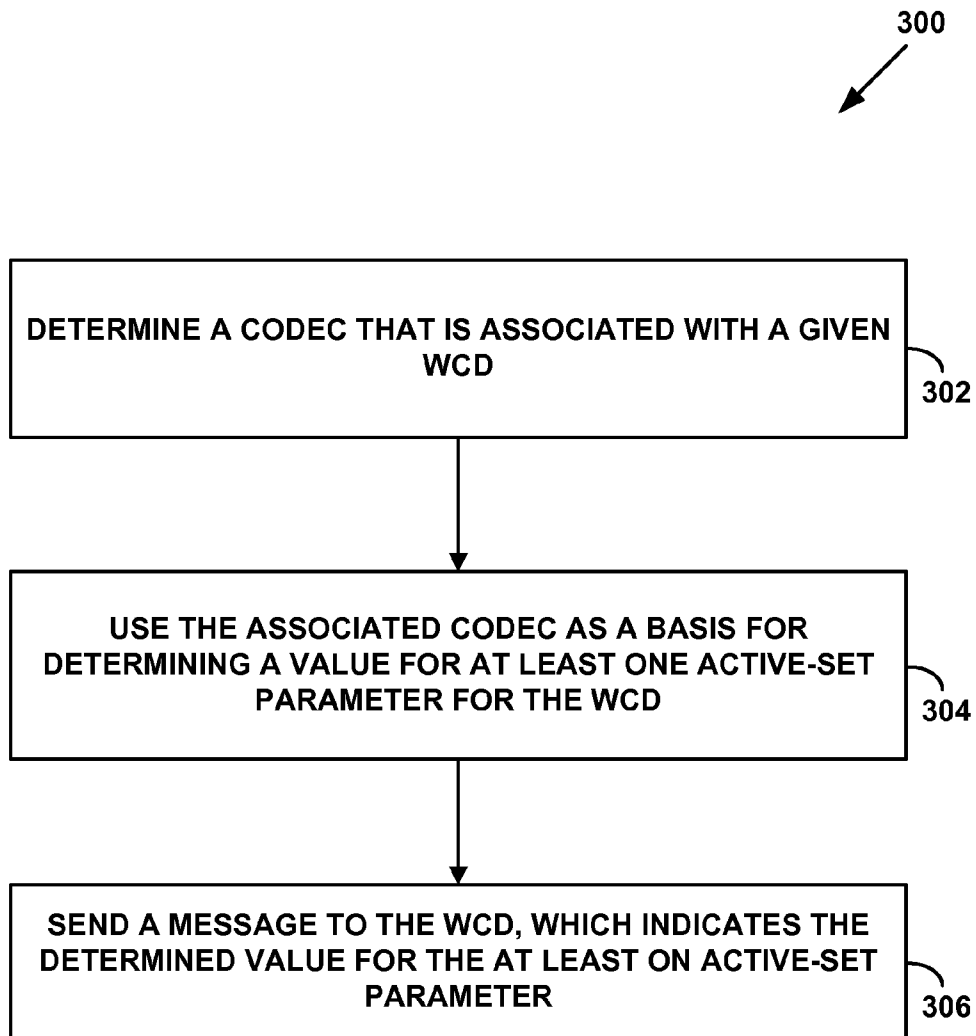 300
DETERMINE A CODEC THAT IS ASSOCIATED WITH A GIVEN
WCD
302
USE THE ASSOCIATED CODEC AS A BASIS FOR
DETERMINING A VALUE FOR AT LEAST ONE ACTIVE-SET
PARAMETER FOR THE WCD
304
SEND A MESSAGE TO THE WCD, WHICH INDICATES THE
DETERMINED VALUE FOR THE AT LEAST ON ACTIVE-SET
PARAMETER
306